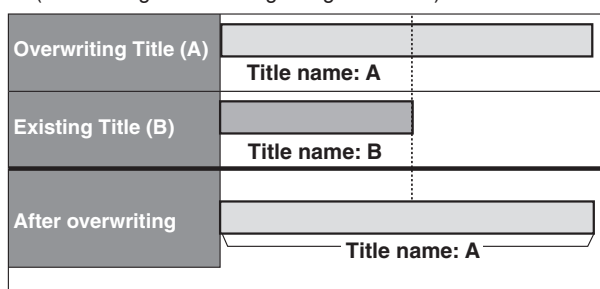 Overwriting Title (A)
Title name: A
Existing Title (B)
Title name: B
After overwriting
Title name: A